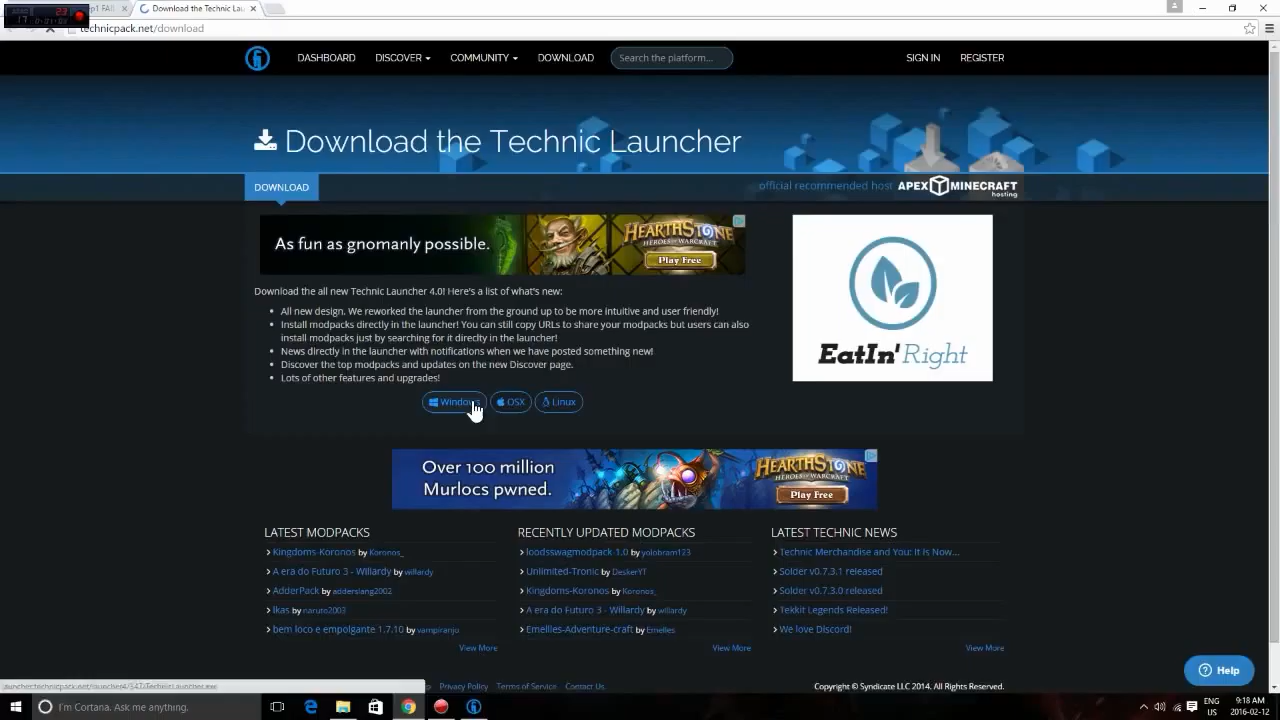 Download the Technic Lau...
technicpack.net/download
DASHBOARD
DISCOVER
COMMUNITY
DOWNLOAD
Search the platform...
SIGN IN
REGISTER
Download the Technic Launcher
DOWNLOAD
official recommended host
APEX MINECRAFT
hosting
As fun as gnomanly possible.
HEARTHSTONE
HEROES OF WARCRAFT
Play Free
EatIn'Right
Download the all new Technic Launcher 4.0! Here's a list of what's new:
All new design. We reworked the launcher from the ground up to be more intuitive and user friendly!
Install modpacks directly in the launcher! You can still copy URLs to share your modpacks but users can also
install modpacks just by searching for it direclty in the launcher!
News directly in the launcher with notifications when we have posted something new!
Discover the top modpacks and updates on the new Discover page.
Lots of other features and upgrades!
Windows
OSX
Linux
Over 100 million
Murlocs pwned.
HEARTHSTONE
HEROES OF WARCRAFT
Play Free
LATEST MODPACKS
Kingdoms-Koronos by Koronos_
A era do Futuro 3 - Willardy by willardy
AdderPack by adderslang2002
lkas by naruto2003
bem loco e empolgante 1.7.10 by vampiranjo
View More
RECENTLY UPDATED MODPACKS
loodsswagmodpack-1.0 by yolobram123
Unlimited-Tronic by DeskerYT
Kingdoms-Koronos by Koronos_
A era do Futuro 3 - Willardy by willardy
Emellles-Adventure-craft by Emelles
View More
LATEST TECHNIC NEWS
Technic Merchandise and You: It Is Now...
Solder v0.7.3.1 released
Solder v0.7.3.0 released
Tekkit Legends Released!
We love Discord!
View More
Help
Privacy Policy
Terms of Service
Contact Us
Copyright © Syndicate LLC 2014. All Rights Reserved.
I'm Cortana. Ask me anything.
ENG
US
9:18 AM
2016-02-12